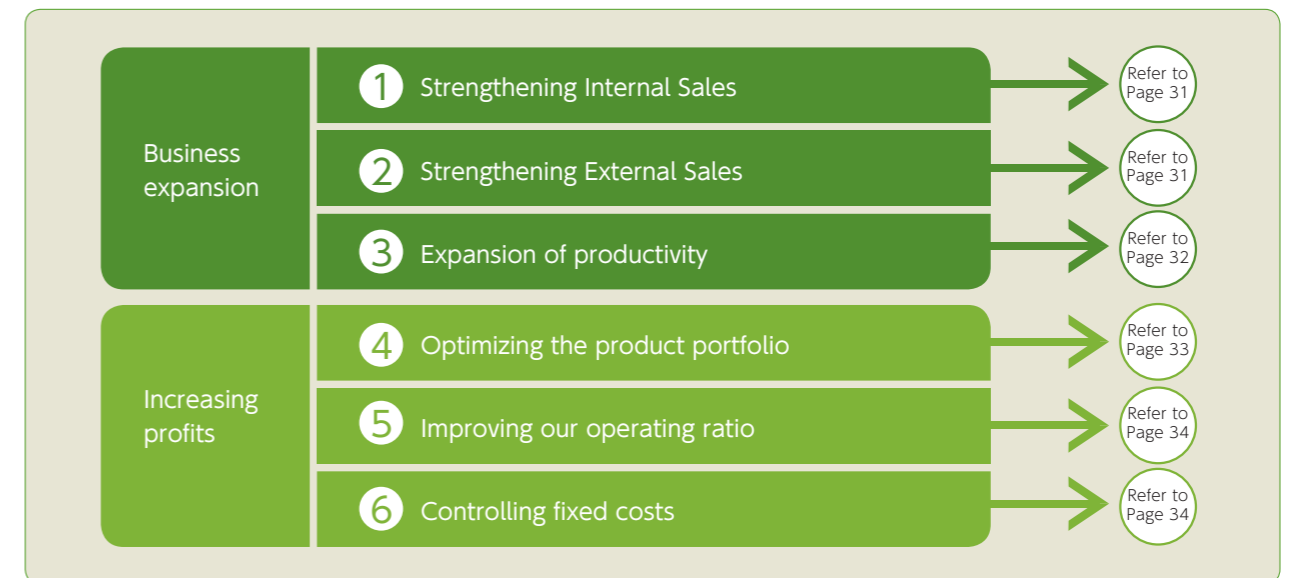 Business
expansion
1 Strengthening Internal Sales
Refer to
Page 31
2 Strengthening External Sales
Refer to
Page 31
3 Expansion of productivity
Refer to
Page 32
Increasing
profits
4 Optimizing the product portfolio
Refer to
Page 33
5 Improving our operating ratio
Refer to
Page 34
6 Controlling fixed costs
Refer to
Page 34